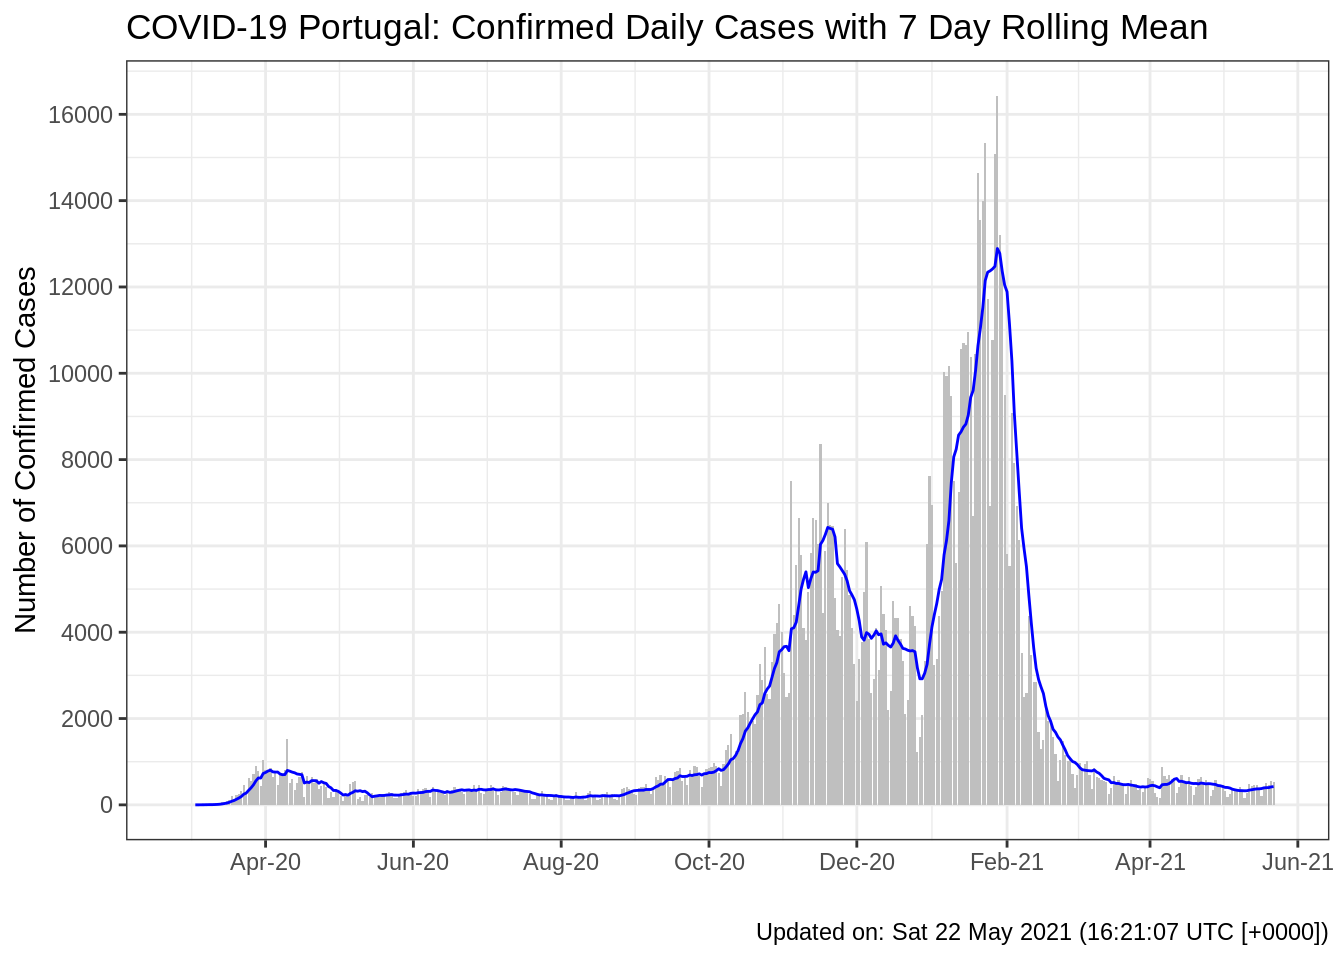 COVID-19 Portugal: Confirmed Daily Cases with 7 Day Rolling Mean
Number of Confirmed Cases
16000
14000
12000
10000
8000
6000
4000
2000
0
Apr-20 Jun-20 Aug-20 Oct-20 Dec-20 Feb-21 Apr-21 Jun-21
Updated on: Sat 22 May 2021 (16:21:07 UTC [+0000])